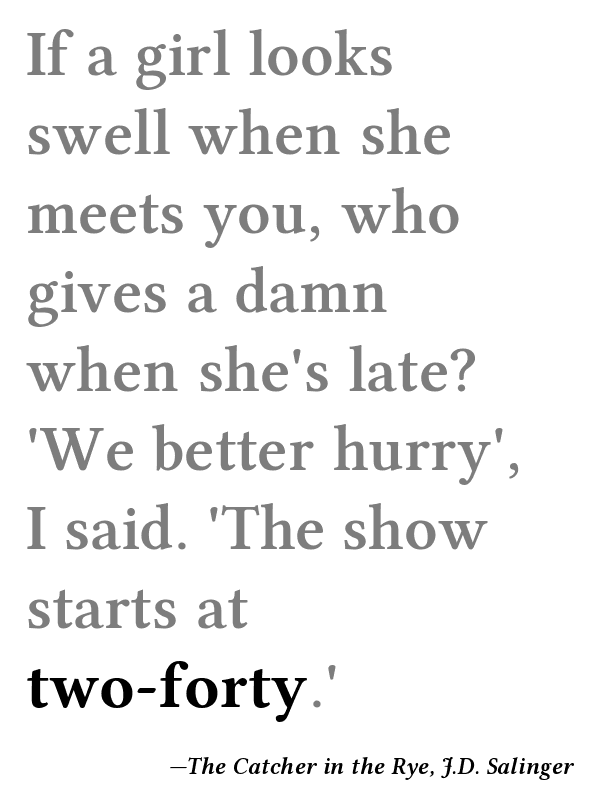 If a girl looks
swell when she
meets you, who
gives a damn
when she's late?
'We better hurry',
I said. 'The show
starts at
two-forty.'
—The Catcher in the Rye, J.D. Salinger